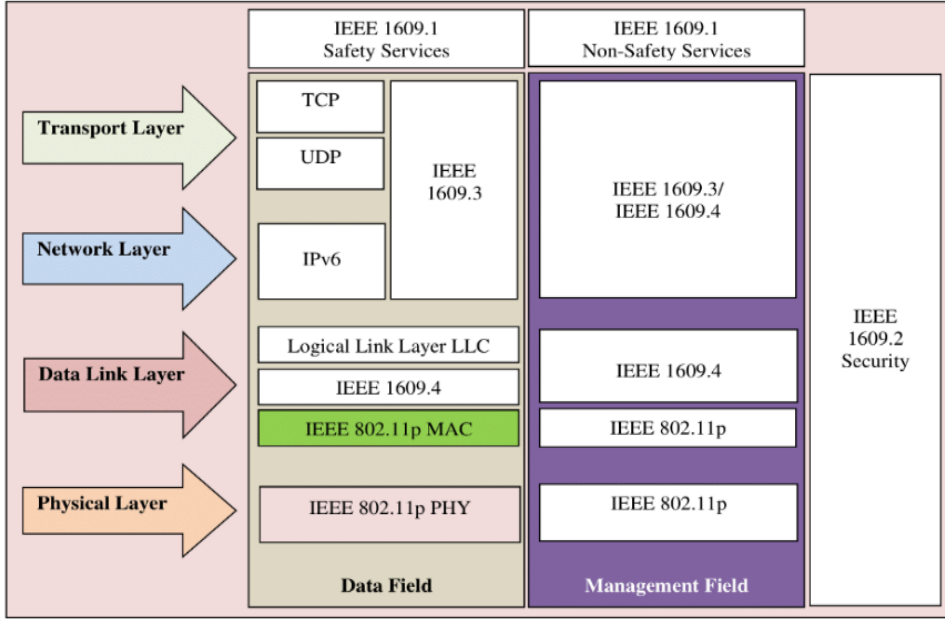 IEEE 1609.1
Safety Services
IEEE 1609.1
Non-Safety Services
Transport Layer
TCP
UDP
IEEE
1609.3
IEEE 1609.3/
IEEE 1609.4
Network Layer
IPv6
IEEE
1609.2
Security
Data Link Layer
Logical Link Layer LLC
IEEE 1609.4
IEEE 802.11p MAC
IEEE 1609.4
IEEE 802.11p
Physical Layer
IEEE 802.11p PHY
IEEE 802.11p
Data Field
Management Field